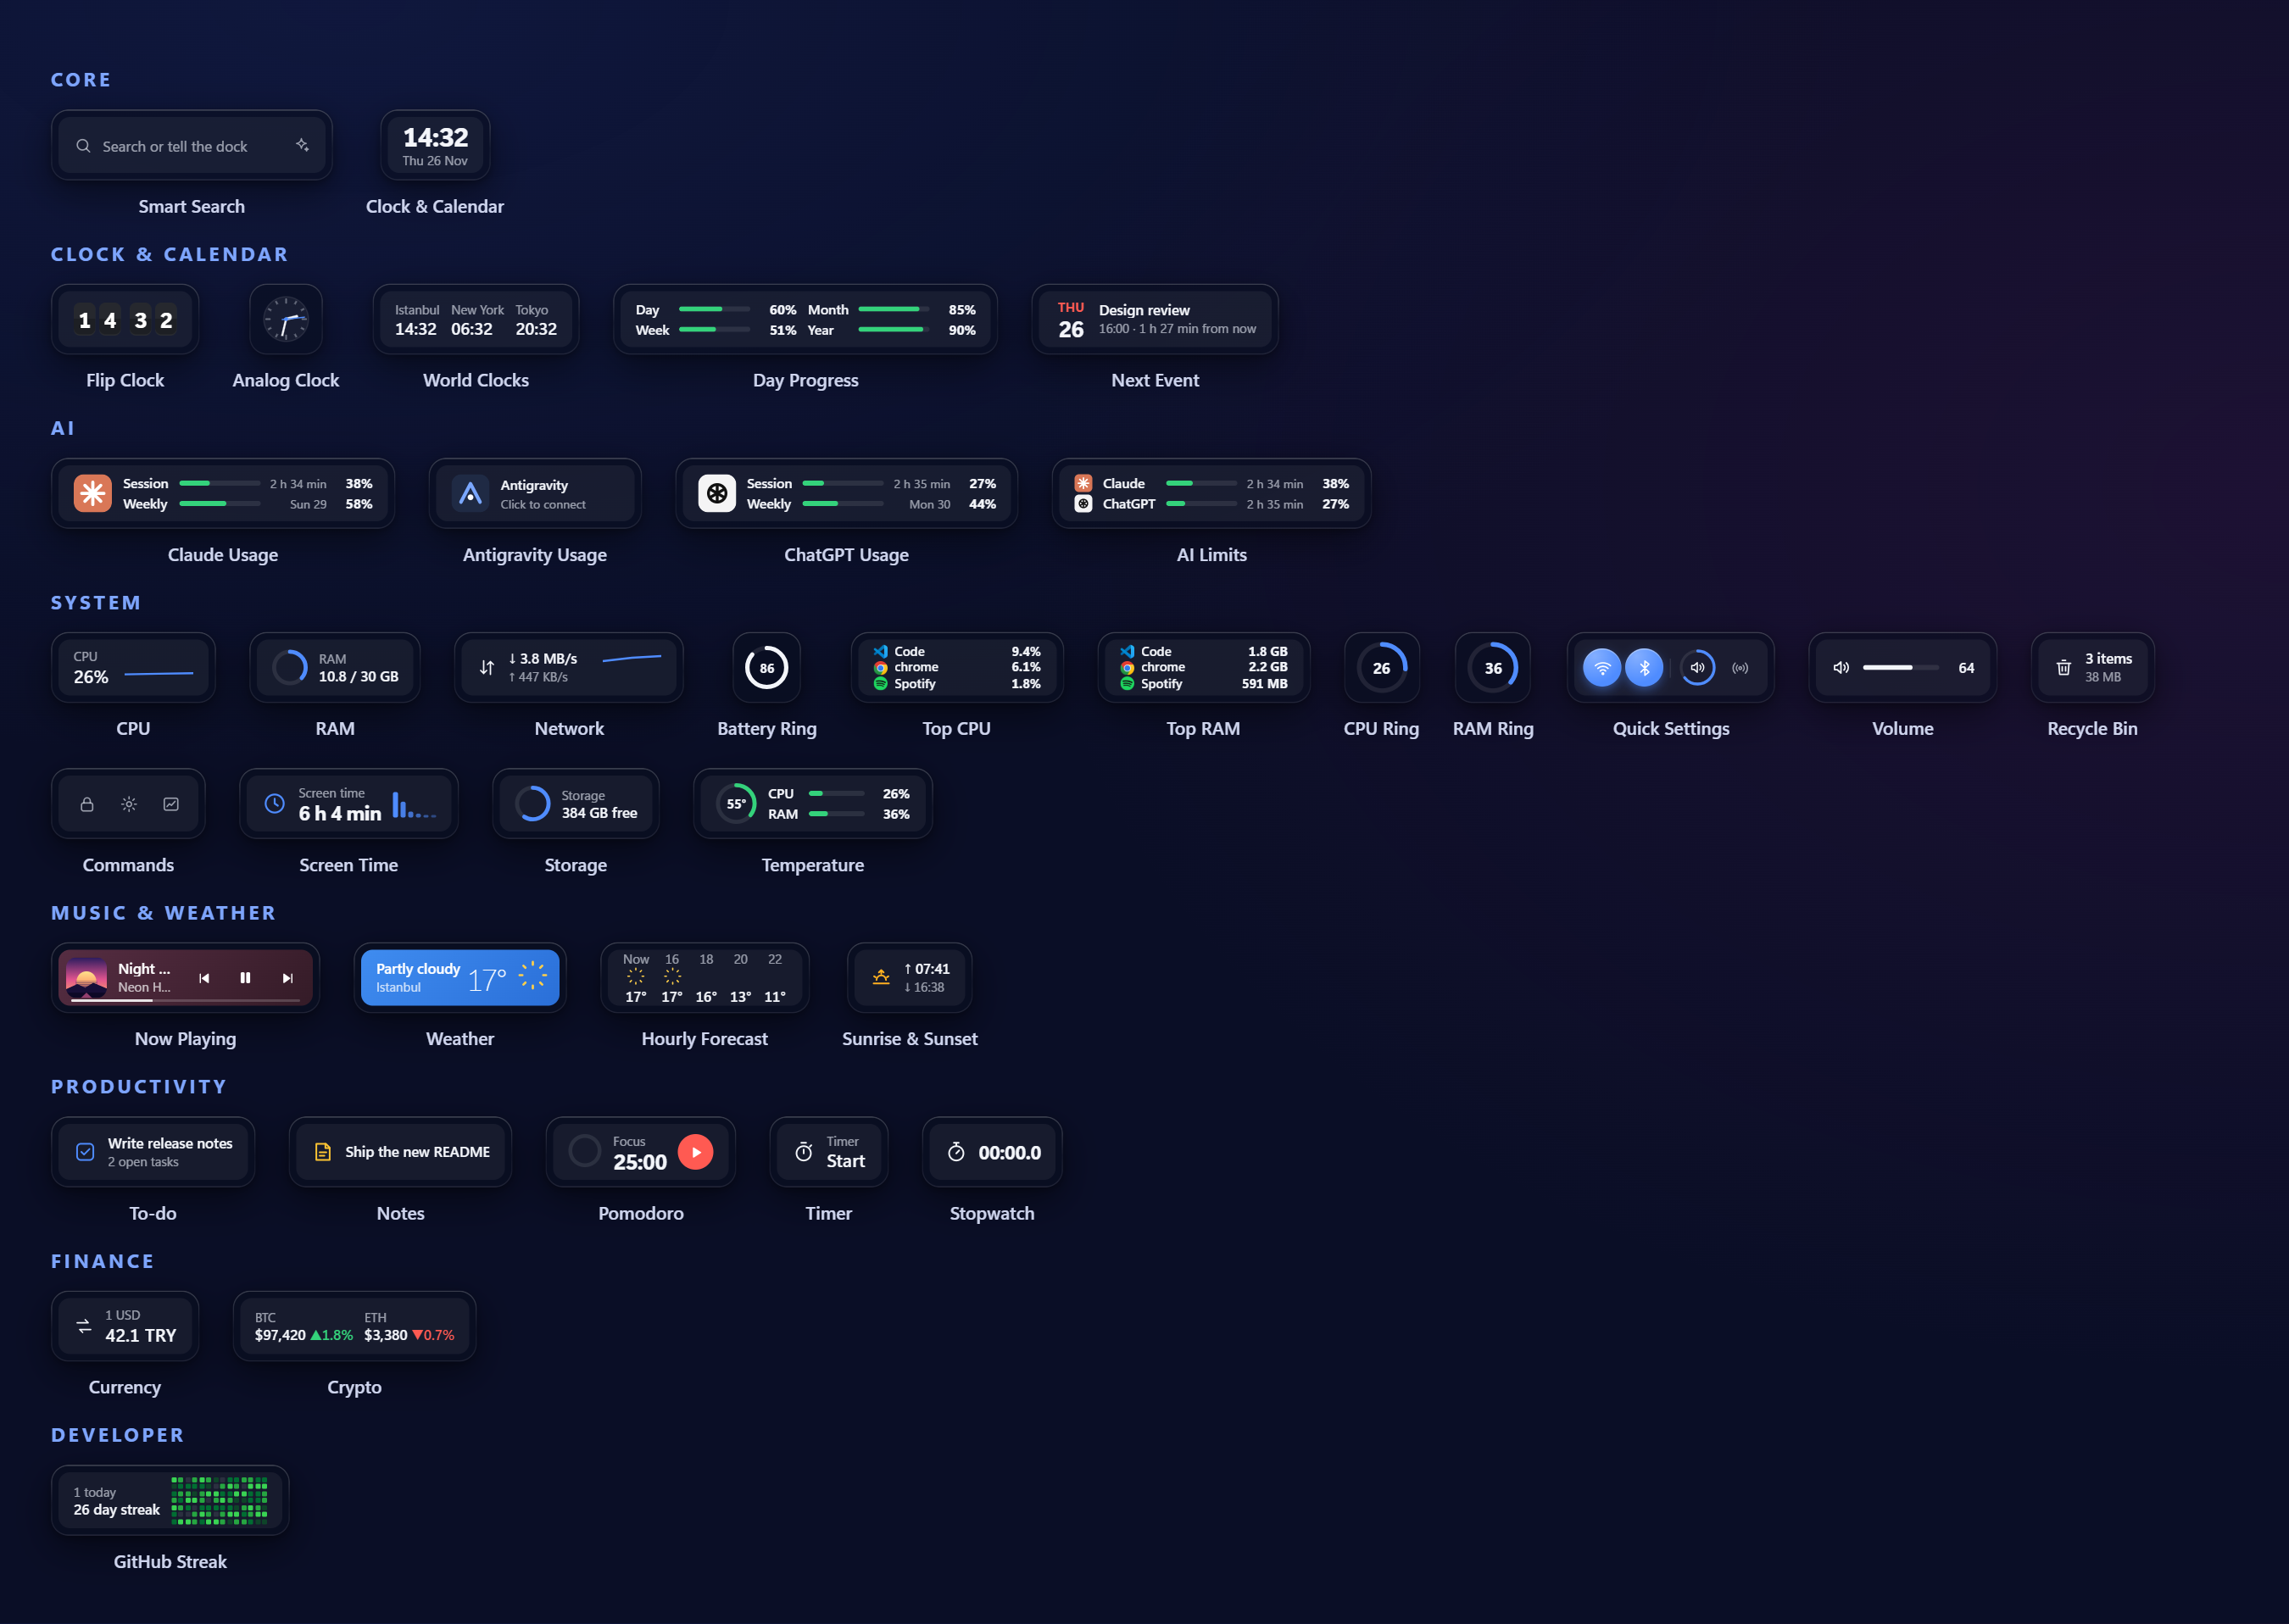 CORE
Search or tell the dock
Smart Search
14:32
Thu 26 Nov
Clock & Calendar
CLOCK & CALENDAR
1 4 3 2
Flip Clock
Analog Clock
Istanbul New York Tokyo
14:32 06:32 20:32
World Clocks
Day 60% Month 85%
Week 51% Year 90%
Day Progress
THU
26
Design review
16:00 · 1 h 27 min from now
Next Event
AI
Session 2 h 34 min 38%
Weekly Sun 29 58%
Claude Usage
Antigravity
Click to connect
Antigravity Usage
Session 2 h 35 min 27%
Weekly Mon 30 44%
ChatGPT Usage
Claude 2 h 34 min 38%
ChatGPT 2 h 35 min 27%
AI Limits
SYSTEM
CPU
26%
CPU
RAM
10.8 / 30 GB
RAM
↓ 3.8 MB/s
↑ 447 KB/s
Network
86
Battery Ring
Code 9.4%
chrome 6.1%
Spotify 1.8%
Top CPU
Code 1.8 GB
chrome 2.2 GB
Spotify 591 MB
Top RAM
26
CPU Ring
36
RAM Ring
Quick Settings
64
Volume
3 items
38 MB
Recycle Bin
Commands
Screen time
6 h 4 min
Screen Time
Storage
384 GB free
Storage
55°
CPU 26%
RAM 36%
Temperature
MUSIC & WEATHER
Night ...
Neon H...
Now Playing
Partly cloudy
Istanbul
17°
Weather
Now 16 18 20 22
17° 17° 16° 13° 11°
Hourly Forecast
↑ 07:41
↓ 16:38
Sunrise & Sunset
PRODUCTIVITY
Write release notes
2 open tasks
To-do
Ship the new README
Notes
Focus
25:00
Pomodoro
Timer
Start
Timer
00:00.0
Stopwatch
FINANCE
1 USD
42.1 TRY
Currency
BTC ETH
$97,420 ▲1.8% $3,380 ▼0.7%
Crypto
DEVELOPER
1 today
26 day streak
GitHub Streak